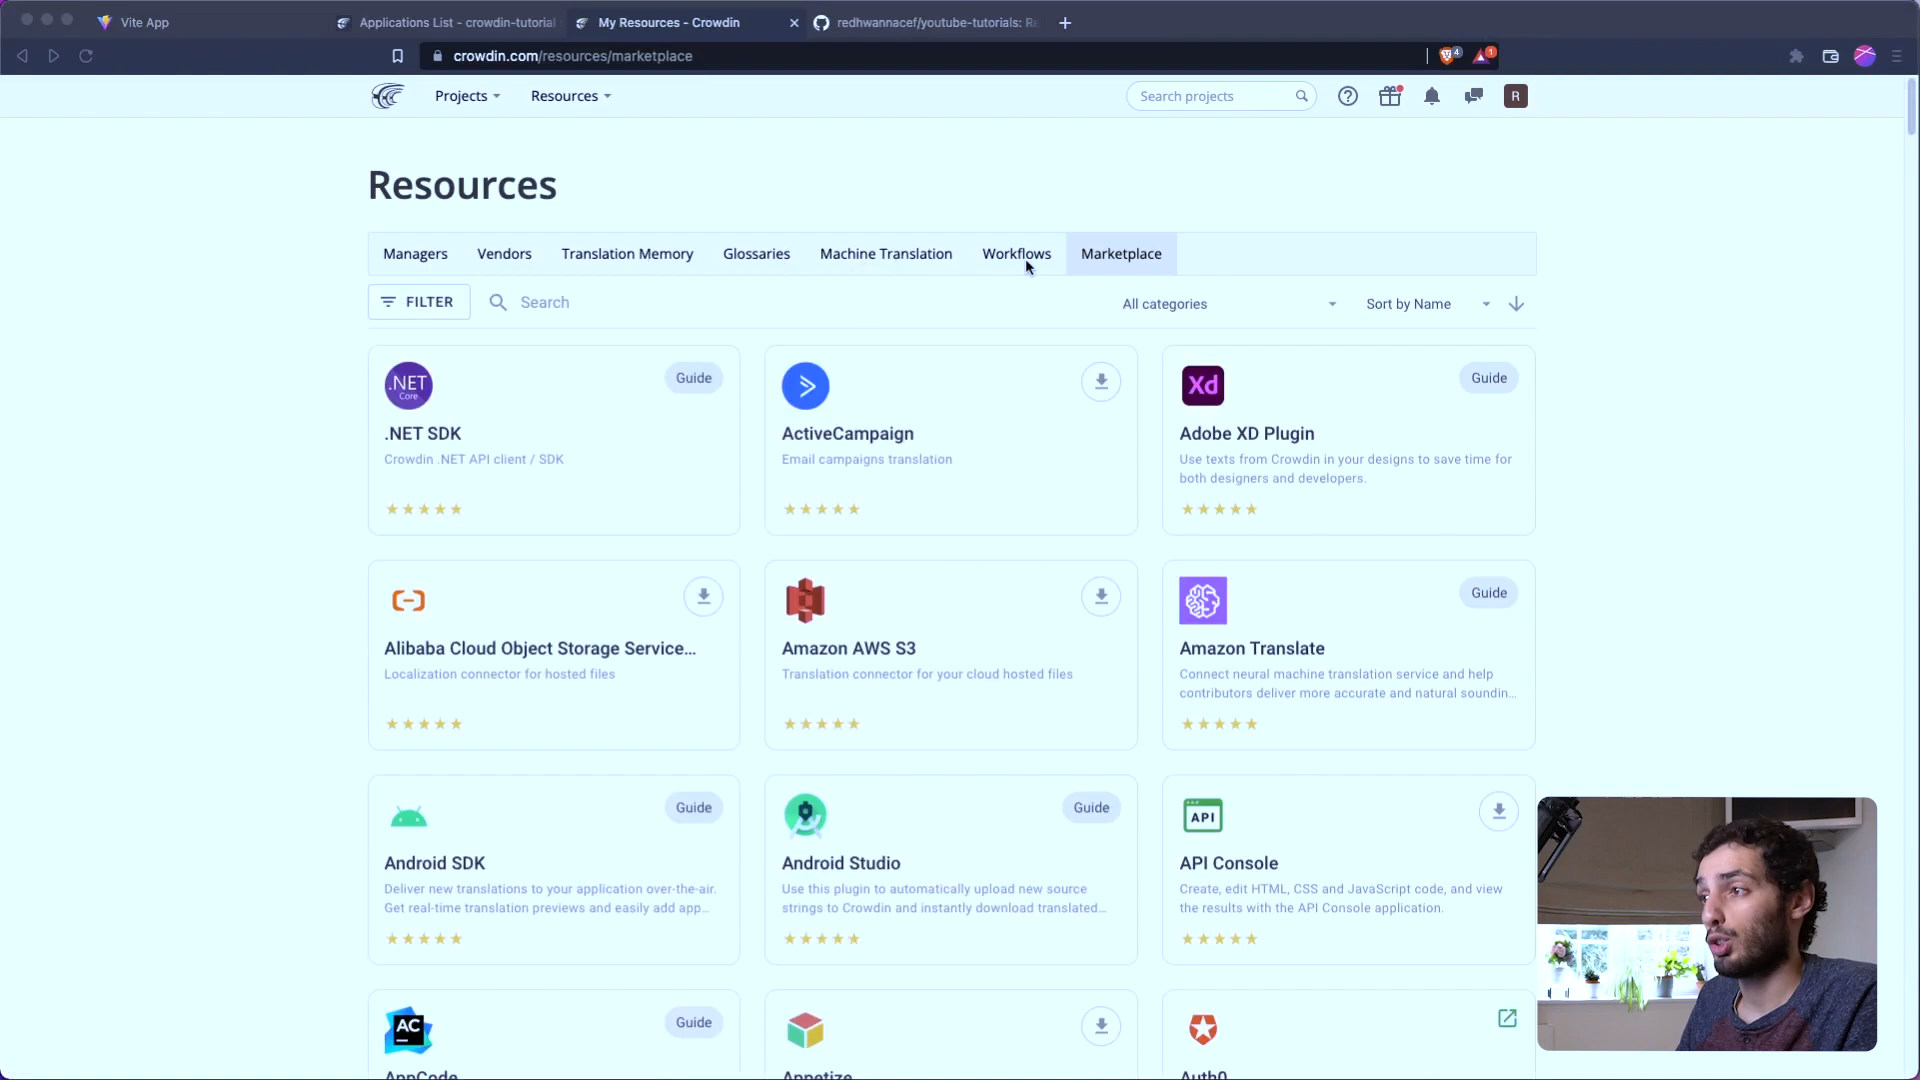 Vite App
Applications List - crowdin-tutorial
My Resources - Crowdin
redhwannacef/youtube-tutorials: R
crowdin.com/resources/marketplace
4
1
Projects
Resources
Search projects
R
Resources
Managers
Vendors
Translation Memory
Glossaries
Machine Translation
Workflows
Marketplace
FILTER
Search
All categories
Sort by Name
.NET
Core
Guide
.NET SDK
Crowdin .NET API client / SDK
ActiveCampaign
Email campaigns translation
Xd
Guide
Adobe XD Plugin
Use texts from Crowdin in your designs to save time for
both designers and developers.
Alibaba Cloud Object Storage Service...
Localization connector for hosted files
Amazon AWS S3
Translation connector for your cloud hosted files
Guide
Amazon Translate
Connect neural machine translation service and help
contributors deliver more accurate and natural soundin...
Guide
Android SDK
Deliver new translations to your application over-the-air.
Get real-time translation previews and easily add app...
Guide
Android Studio
Use this plugin to automatically upload new source
strings to Crowdin and instantly download translated...
API
API Console
Create, edit HTML, CSS and JavaScript code, and view
the results with the API Console application.
AC
Guide
AppCode
Appetize
Auth0